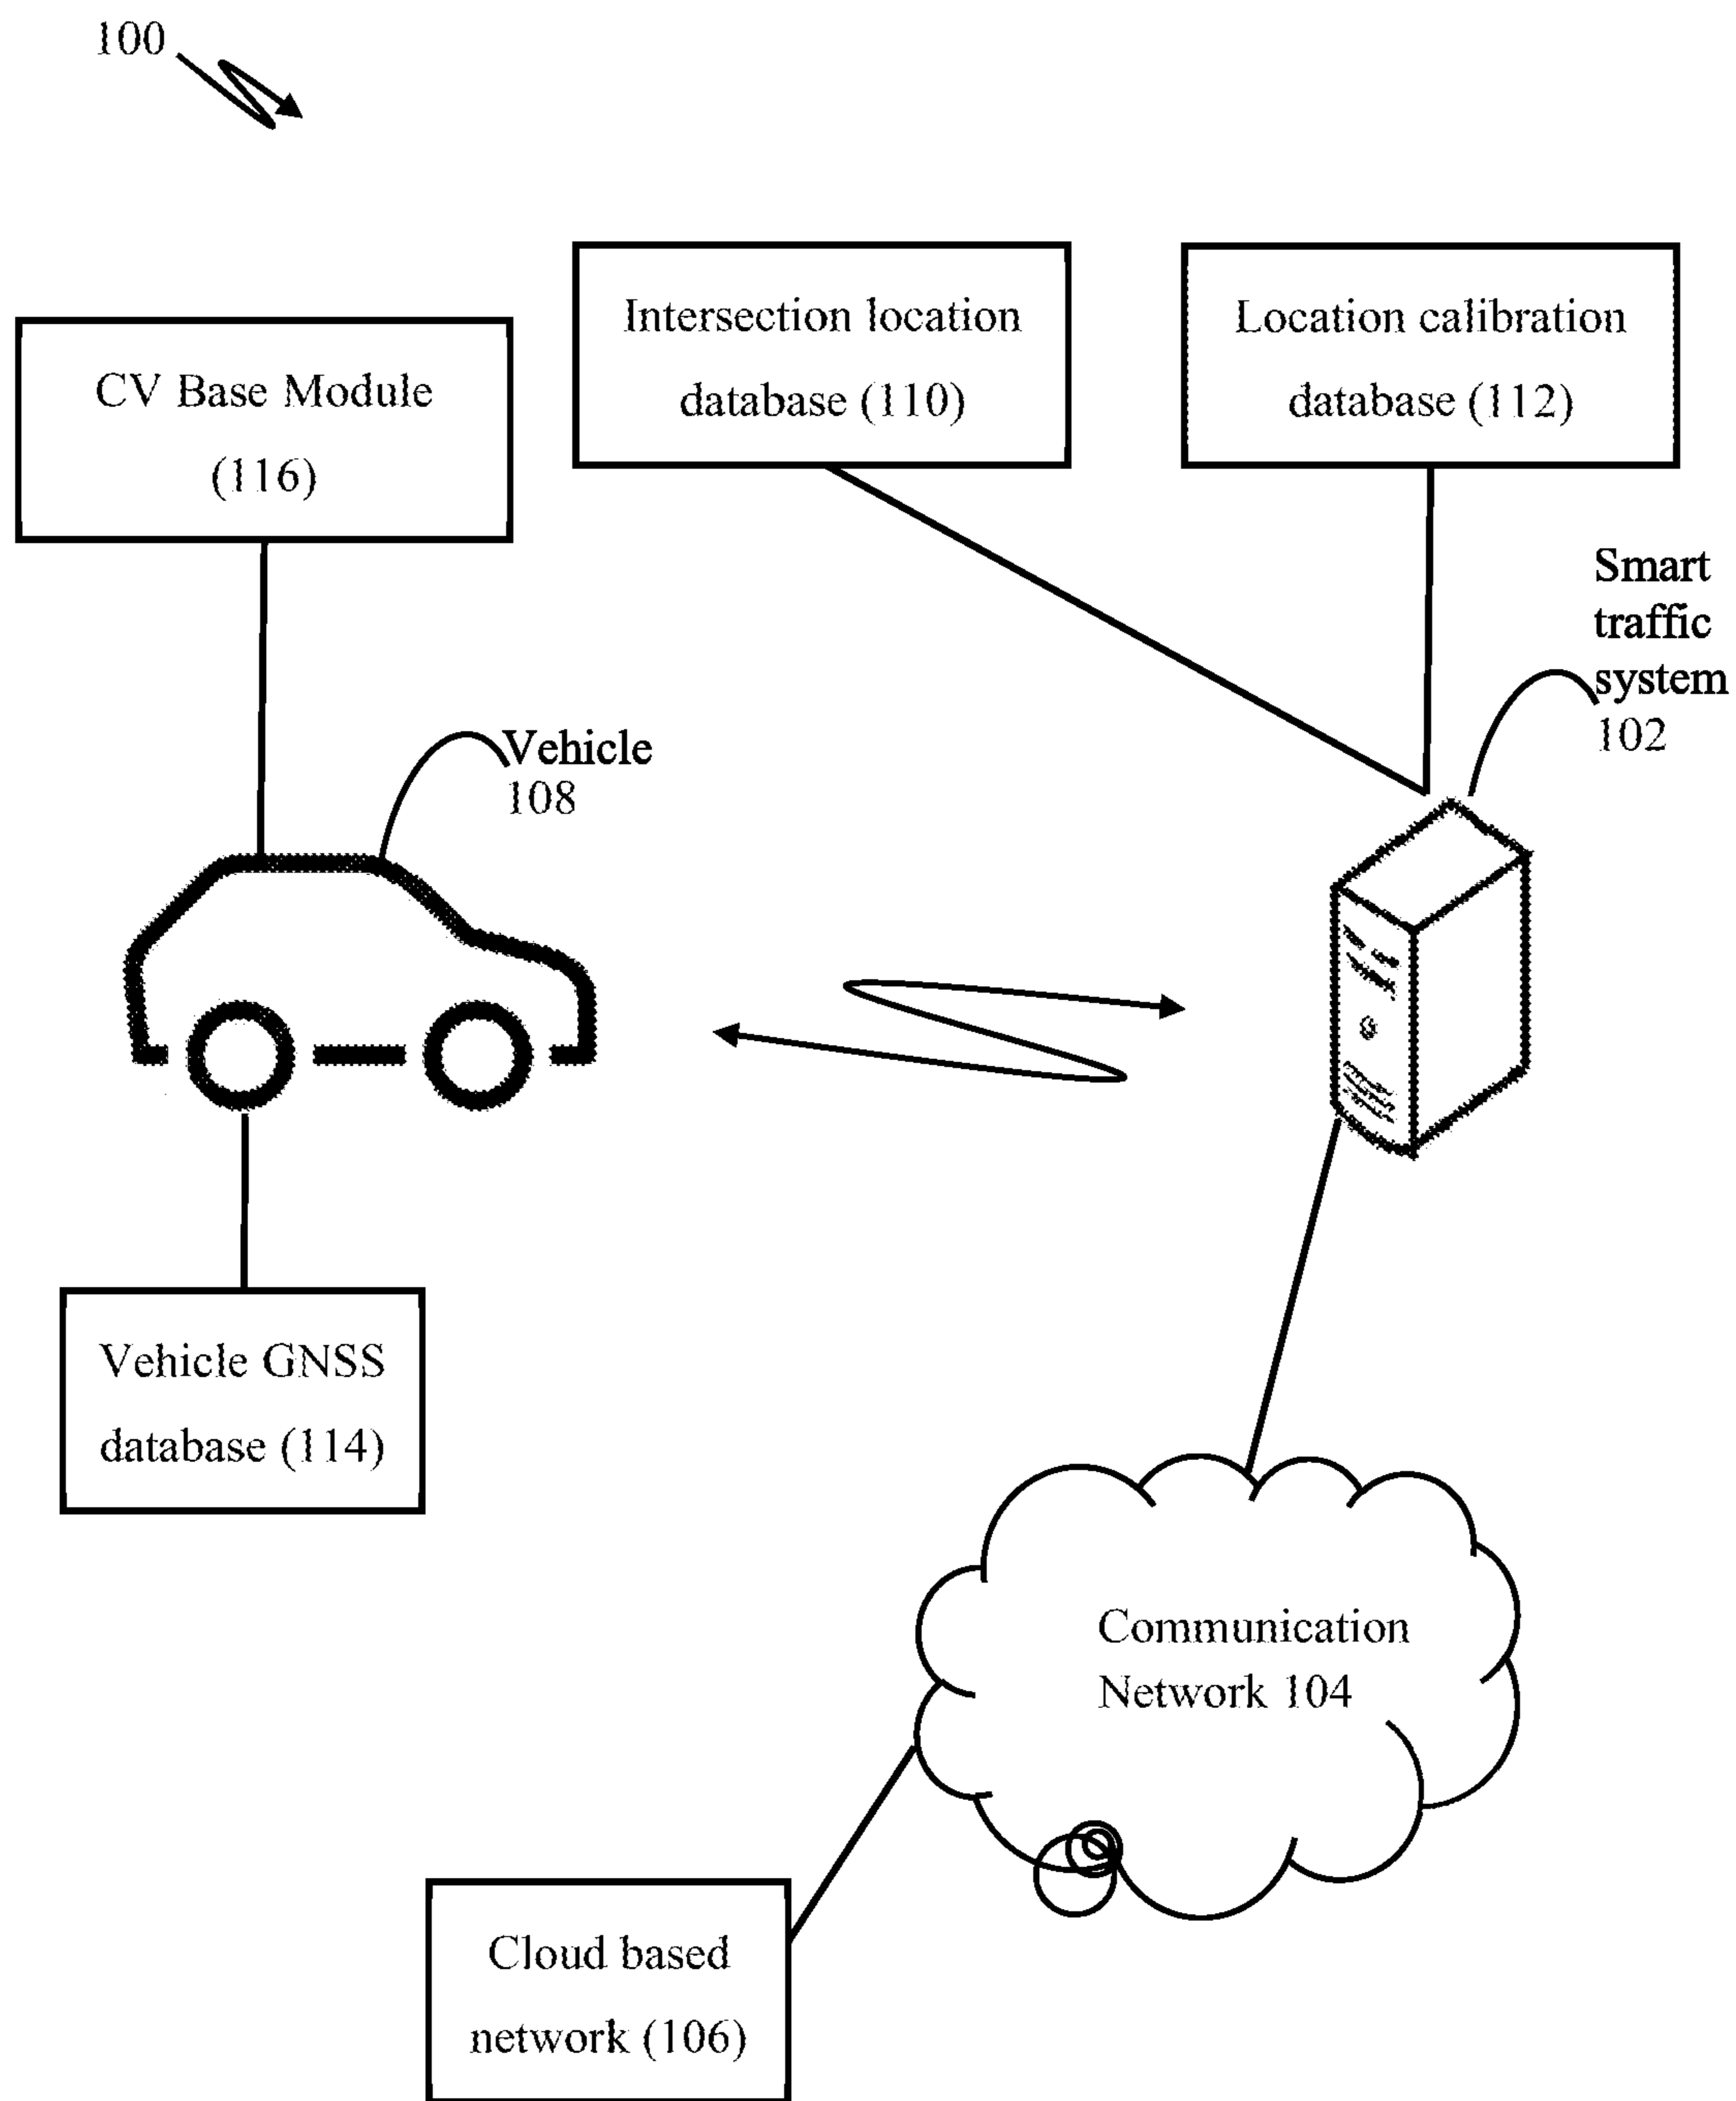 100
Intersection location
database (110)
Location calibration
database (112)
CV Base Module
(116)
Smart
traffic
system
102
Vehicle
108
Vehicle GNSS
database (114)
Communication
Network 104
Cloud based
network (106)